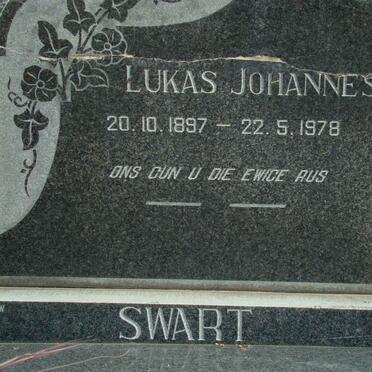 LUKAS JOHANNES
20.10.1897 – 22.5.1978
ONS GUN U DIE EWIGE RUS
SWART